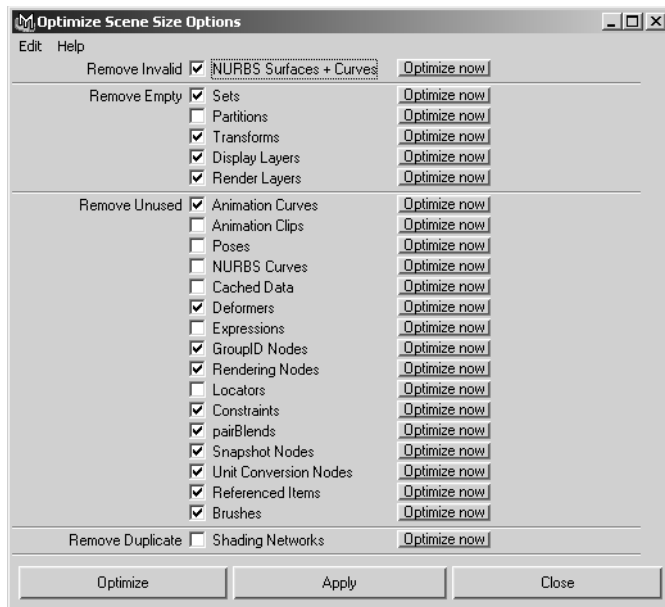 Optimize Scene Size Options
Edit Help
Remove Invalid NURBS Surfaces + Curves Optimize now
Remove Empty Sets Optimize now
Partitions Optimize now
Transforms Optimize now
Display Layers Optimize now
Render Layers Optimize now
Remove Unused Animation Curves Optimize now
Animation Clips Optimize now
Poses Optimize now
NURBS Curves Optimize now
Cached Data Optimize now
Deformers Optimize now
Expressions Optimize now
GroupID Nodes Optimize now
Rendering Nodes Optimize now
Locators Optimize now
Constraints Optimize now
pairBlends Optimize now
Snapshot Nodes Optimize now
Unit Conversion Nodes Optimize now
Referenced Items Optimize now
Brushes Optimize now
Remove Duplicate Shading Networks Optimize now
Optimize Apply Close